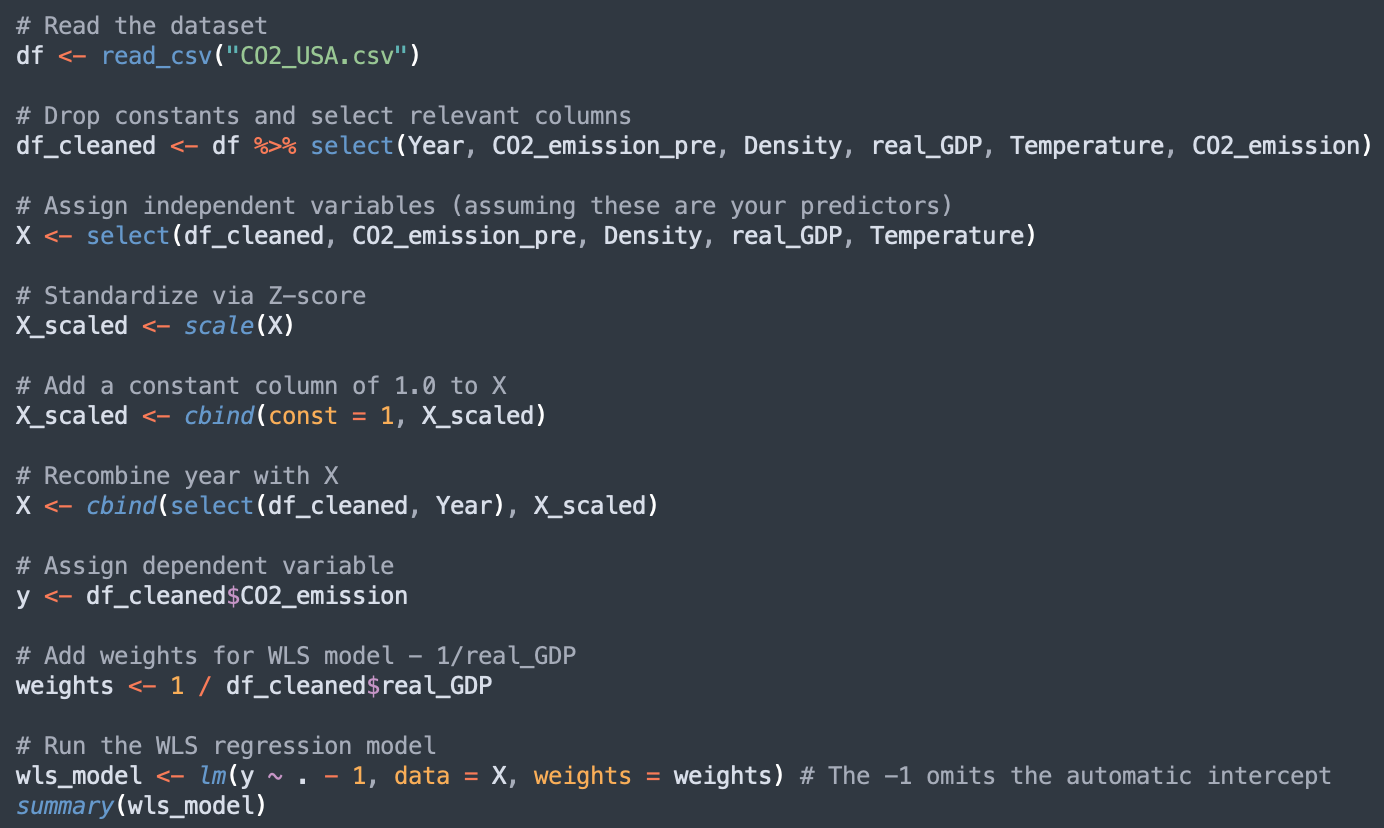 # Read the dataset
df <- read_csv("CO2_USA.csv")
# Drop constants and select relevant columns
df_cleaned <- df %>% select(Year, CO2_emission_pre, Density, real_GDP, Temperature, CO2_emission)
# Assign independent variables (assuming these are your predictors)
X <- select(df_cleaned, CO2_emission_pre, Density, real_GDP, Temperature)
# Standardize via Z-score
X_scaled <- scale(X)
# Add a constant column of 1.0 to X
X_scaled <- cbind(const = 1, X_scaled)
# Recombine year with X
X <- cbind(select(df_cleaned, Year), X_scaled)
# Assign dependent variable
y <- df_cleaned$CO2_emission
# Add weights for WLS model - 1/real_GDP
weights <- 1 / df_cleaned$real_GDP
# Run the WLS regression model
wls_model <- lm(y ~ . - 1, data = X, weights = weights) # The -1 omits the automatic intercept
summary(wls_model)